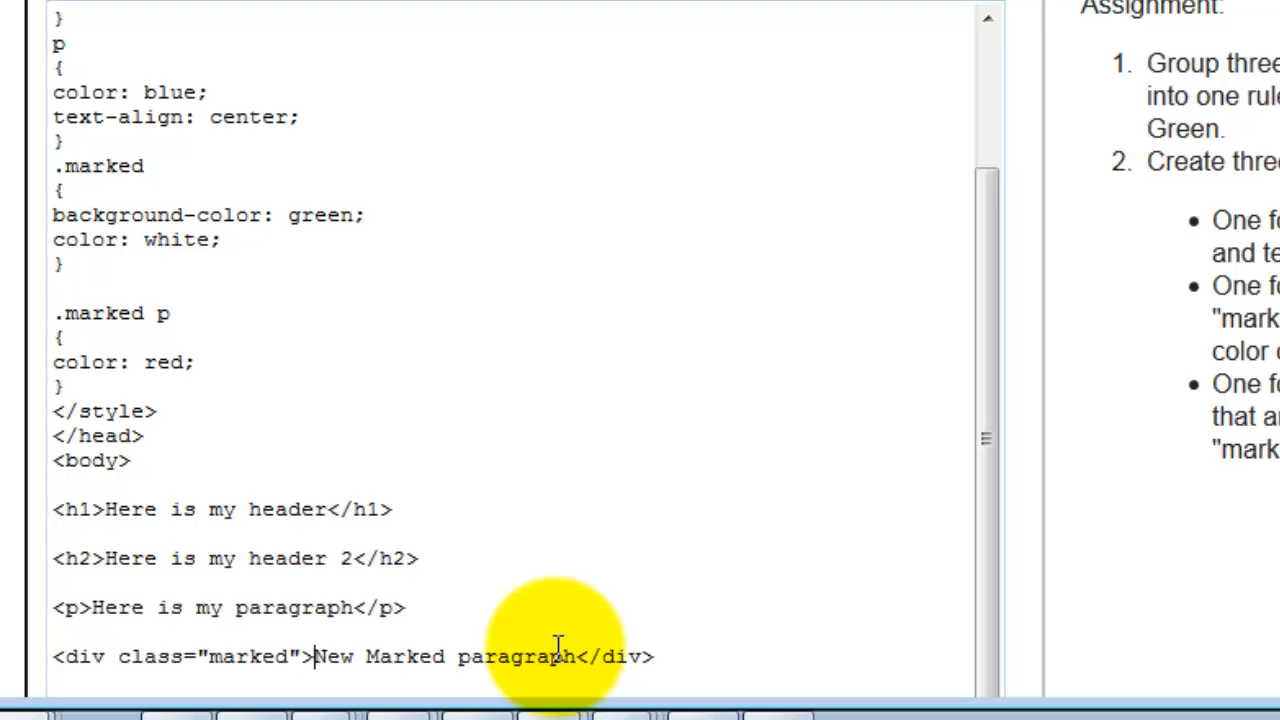 }
p
{
color: blue;
text-align: center;
}
.marked
{
background-color: green;
color: white;
}
.marked p
{
color: red;
}
</style>
</head>
<body>
<h1>Here is my header</h1>
<h2>Here is my header 2</h2>
<p>Here is my paragraph</p>
<div class="marked">New Marked paragraph</div>
Assignment:
1. Group three
into one rule
Green.
2. Create three
• One fo
and te
• One fo
"mark
color o
• One fo
that a
"mark